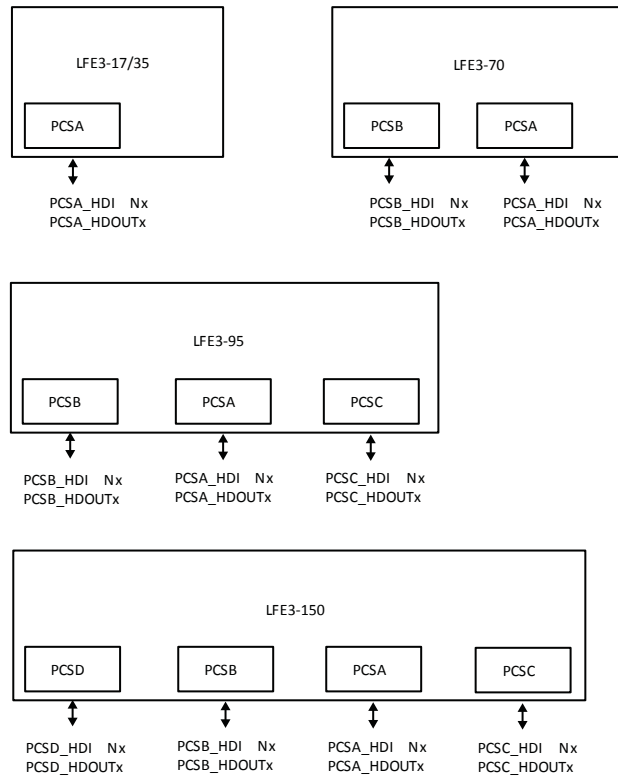 LFE3-17/35
PCSA
PCSA_HDI Nx
PCSA_HDOUTx
LFE3-70
PCSB
PCSA
PCSB_HDI Nx
PCSB_HDOUTx
PCSA_HDI Nx
PCSA_HDOUTx
LFE3-95
PCSB
PCSA
PCSC
PCSB_HDI Nx
PCSB_HDOUTx
PCSA_HDI Nx
PCSA_HDOUTx
PCSC_HDI Nx
PCSC_HDOUTx
LFE3-150
PCSD
PCSB
PCSA
PCSC
PCSD_HDI Nx
PCSD_HDOUTx
PCSB_HDI Nx
PCSB_HDOUTx
PCSA_HDI Nx
PCSA_HDOUTx
PCSC_HDI Nx
PCSC_HDOUTx